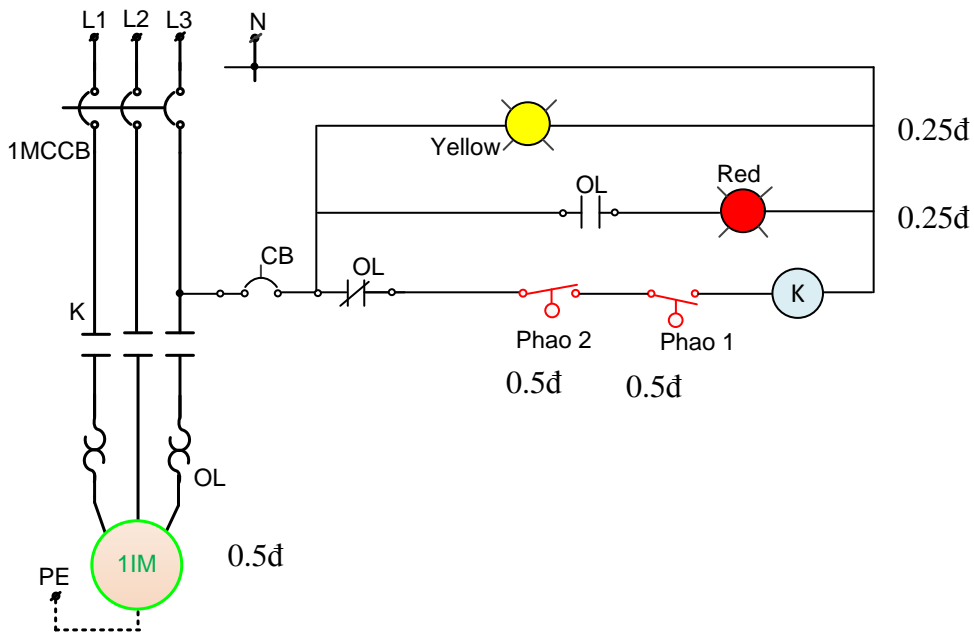 L1 L2 L3 N
1MCCB
Yellow
0.25đ
OL
Red
0.25đ
CB
OL
K
K
Phao 2
Phao 1
0.5đ
0.5đ
OL
1IM
0.5đ
PE